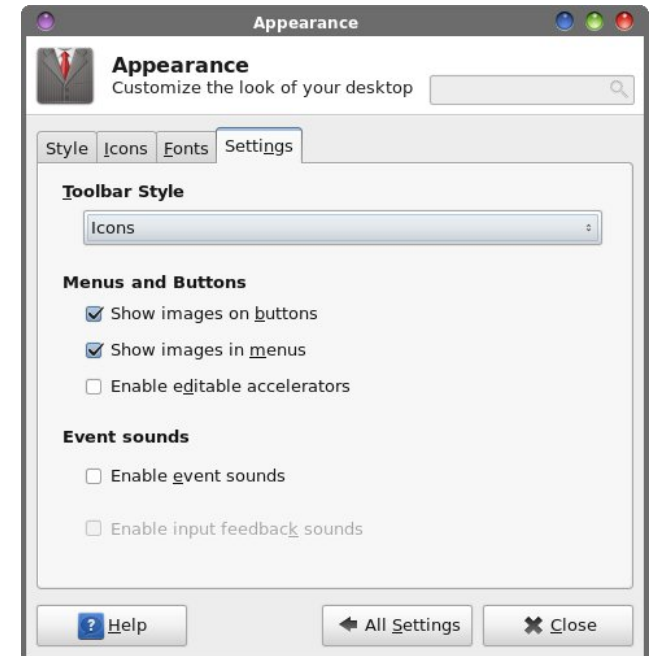 Appearance
Appearance
Customize the look of your desktop
Style Icons Fonts Settings
Toolbar Style
Icons
Menus and Buttons
Show images on buttons
Show images in menus
Enable editable accelerators
Event sounds
Enable event sounds
Enable input feedback sounds
? Help All Settings Close